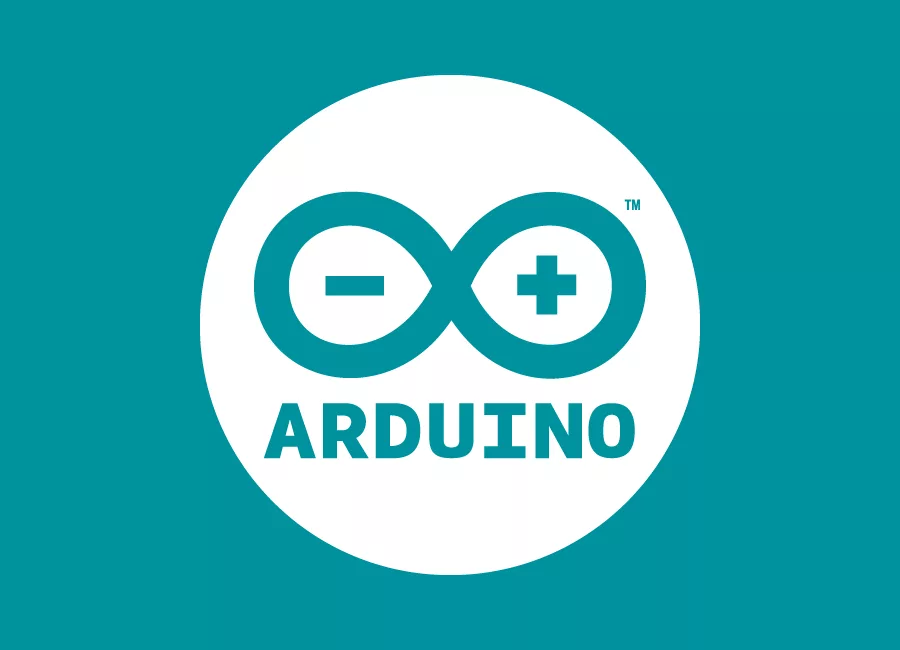 ™
- +
ARDUINO